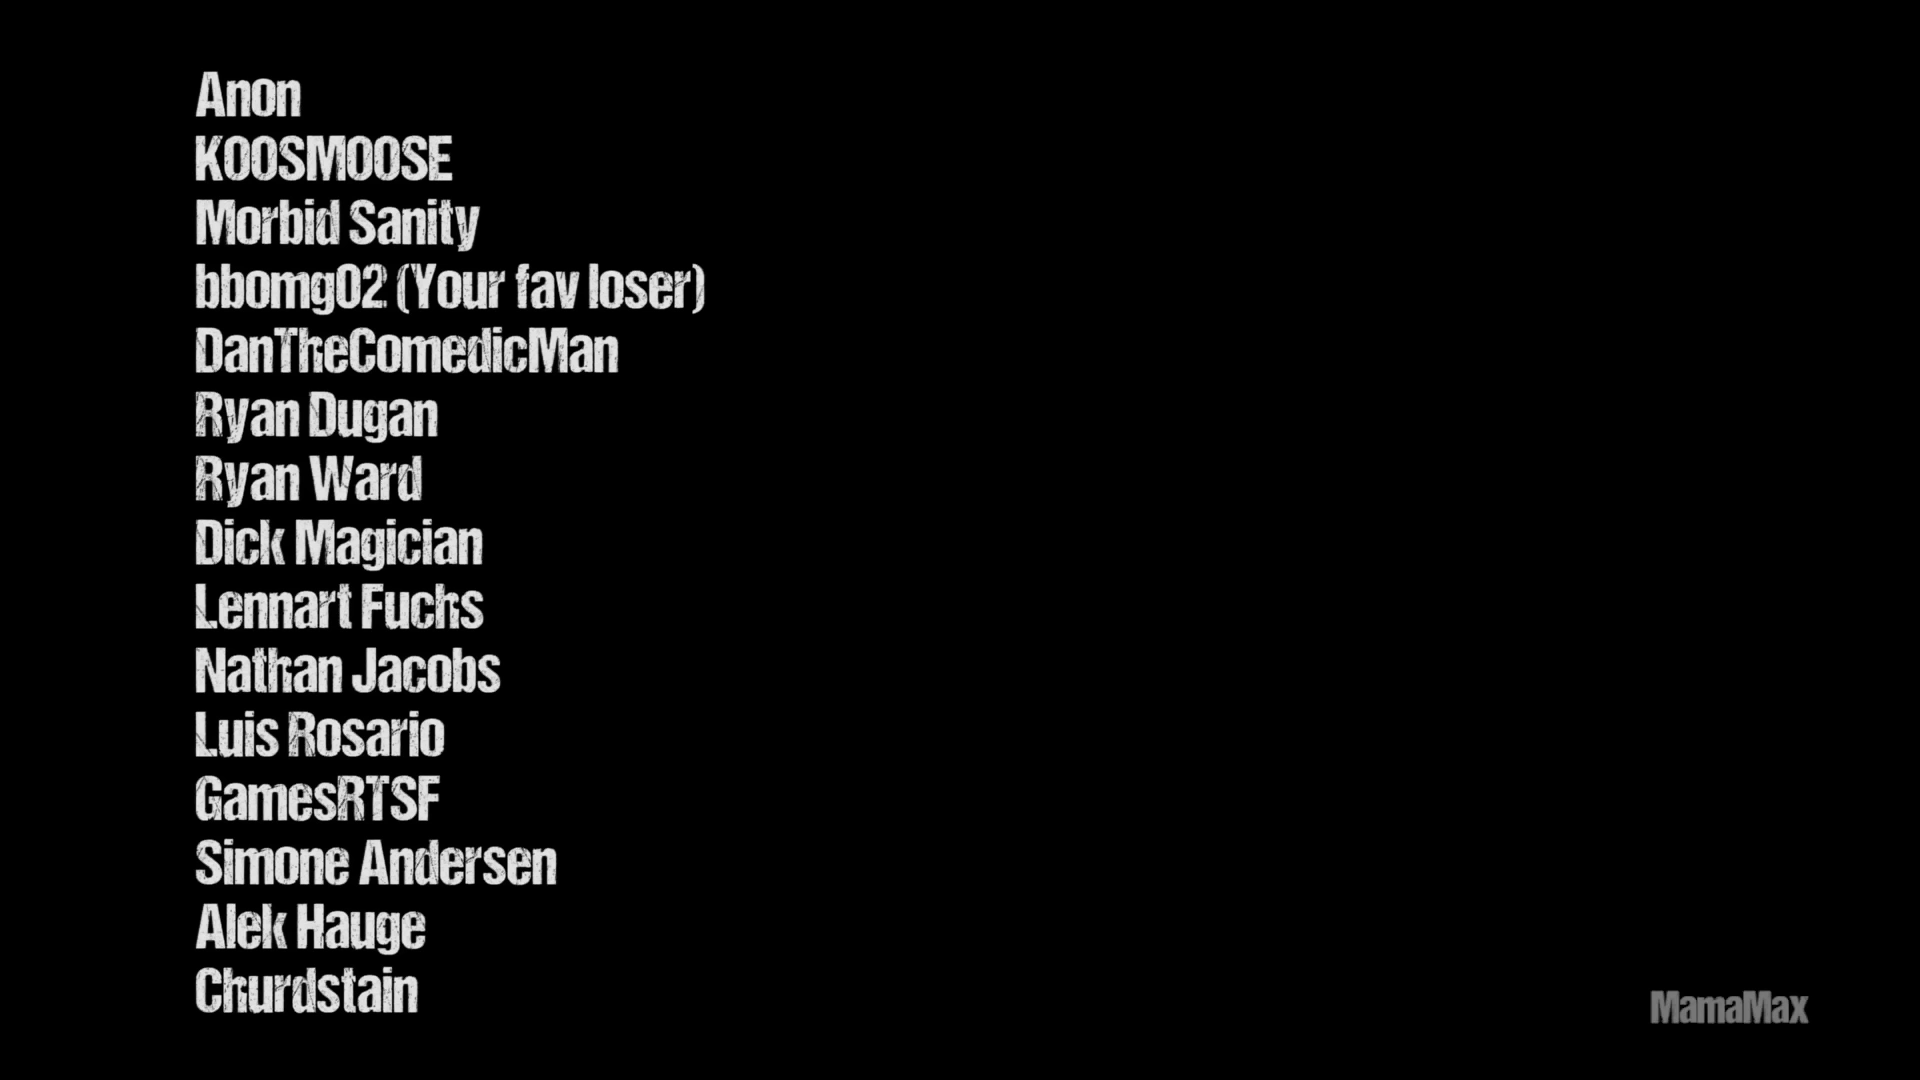 Anon
KOOSMOOSE
Morbid Sanity
bbomg02 (Your fav loser)
DanTheComedicMan
Ryan Dugan
Ryan Ward
Dick Magician
Lennart Fuchs
Nathan Jacobs
Luis Rosario
GamesRTSF
Simone Andersen
Alek Hauge
Churdstain
MamaMax